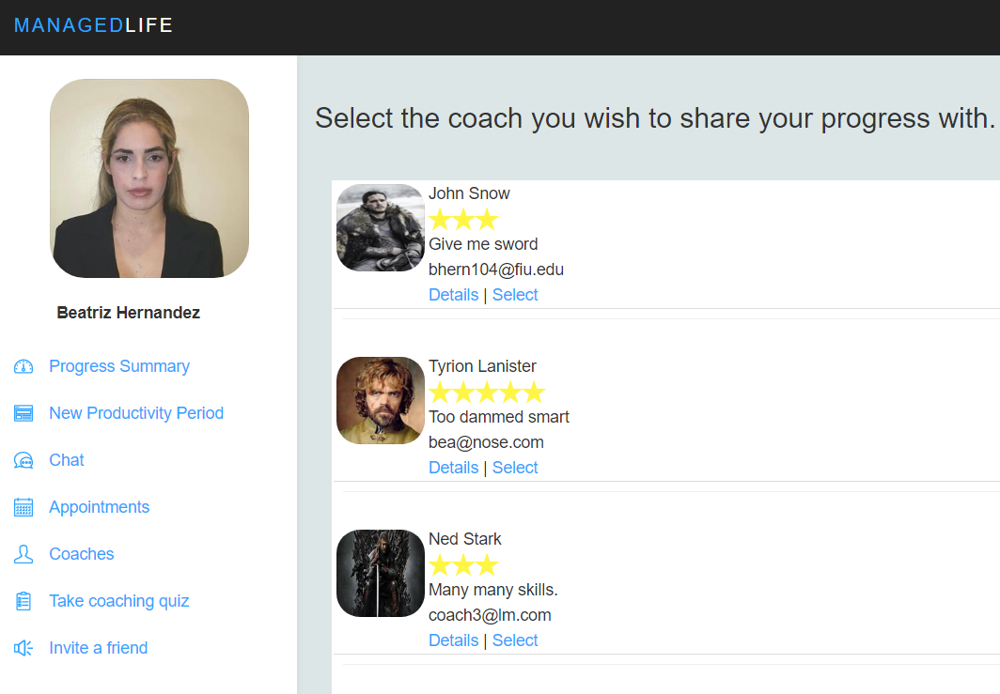 MANAGEDLIFE
Beatriz Hernandez
Progress Summary
New Productivity Period
Chat
Appointments
Coaches
Take coaching quiz
Invite a friend
Select the coach you wish to share your progress with.
John Snow
Give me sword
bhern104@fiu.edu
Details | Select
Tyrion Lanister
Too dammed smart
bea@nose.com
Details | Select
Ned Stark
Many many skills.
coach3@lm.com
Details | Select